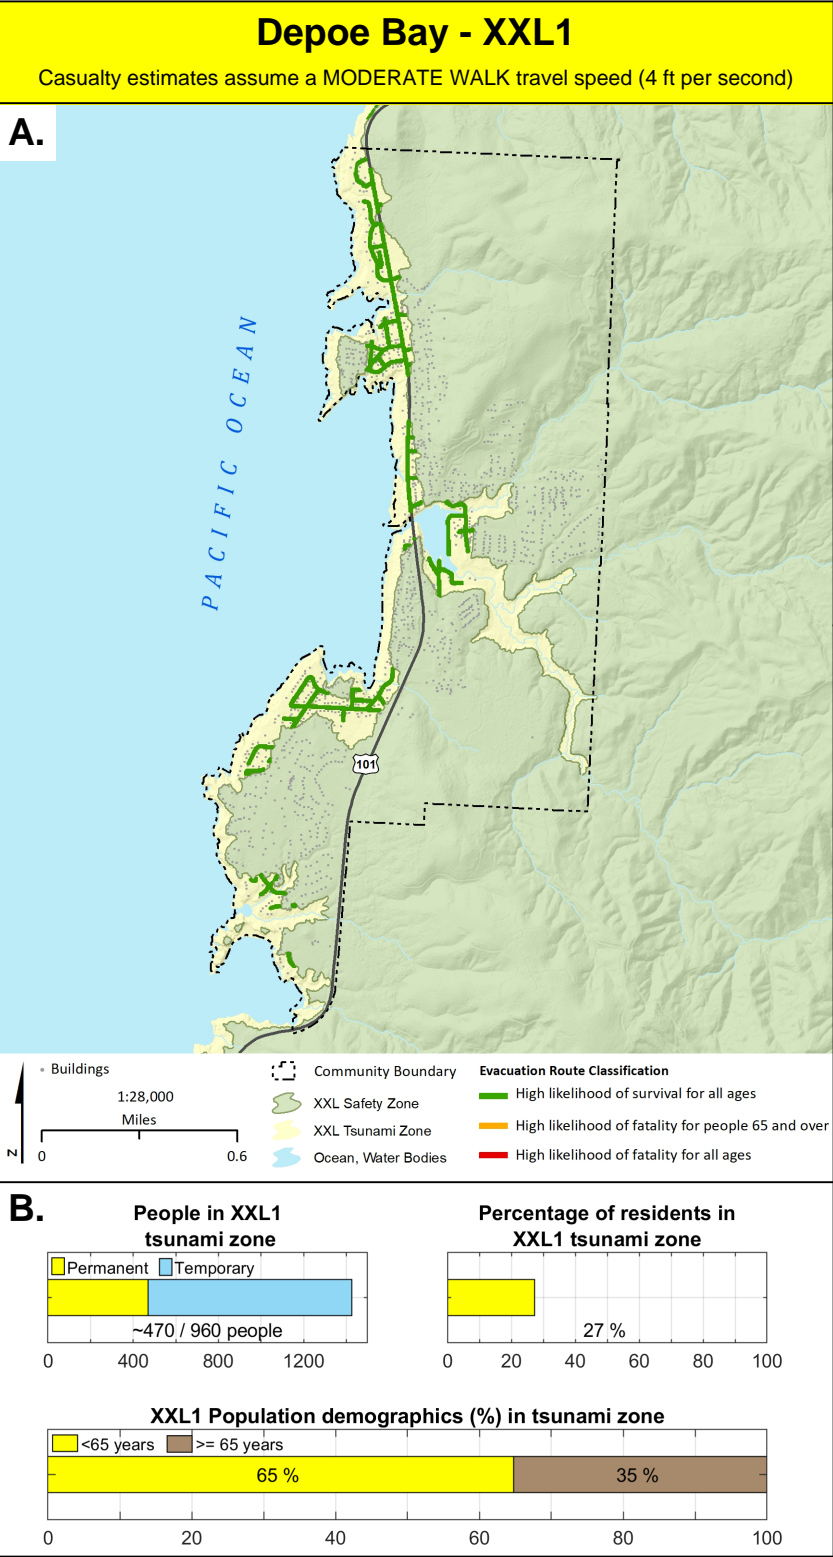 Depoe Bay - XXL1
Casualty estimates assume a MODERATE WALK travel speed (4 ft per second)
A.
PACIFIC OCEAN
101
Buildings
1:28,000
Miles
0 0.6
N
Community Boundary
XXL Safety Zone
XXL Tsunami Zone
Ocean, Water Bodies
Evacuation Route Classification
High likelihood of survival for all ages
High likelihood of fatality for people 65 and over
High likelihood of fatality for all ages
B.
People in XXL1
tsunami zone
Permanent Temporary
~470 / 960 people
0 400 800 1200
Percentage of residents in
XXL1 tsunami zone
27 %
0 20 40 60 80 100
XXL1 Population demographics (%) in tsunami zone
<65 years >= 65 years
65 % 35 %
0 20 40 60 80 100